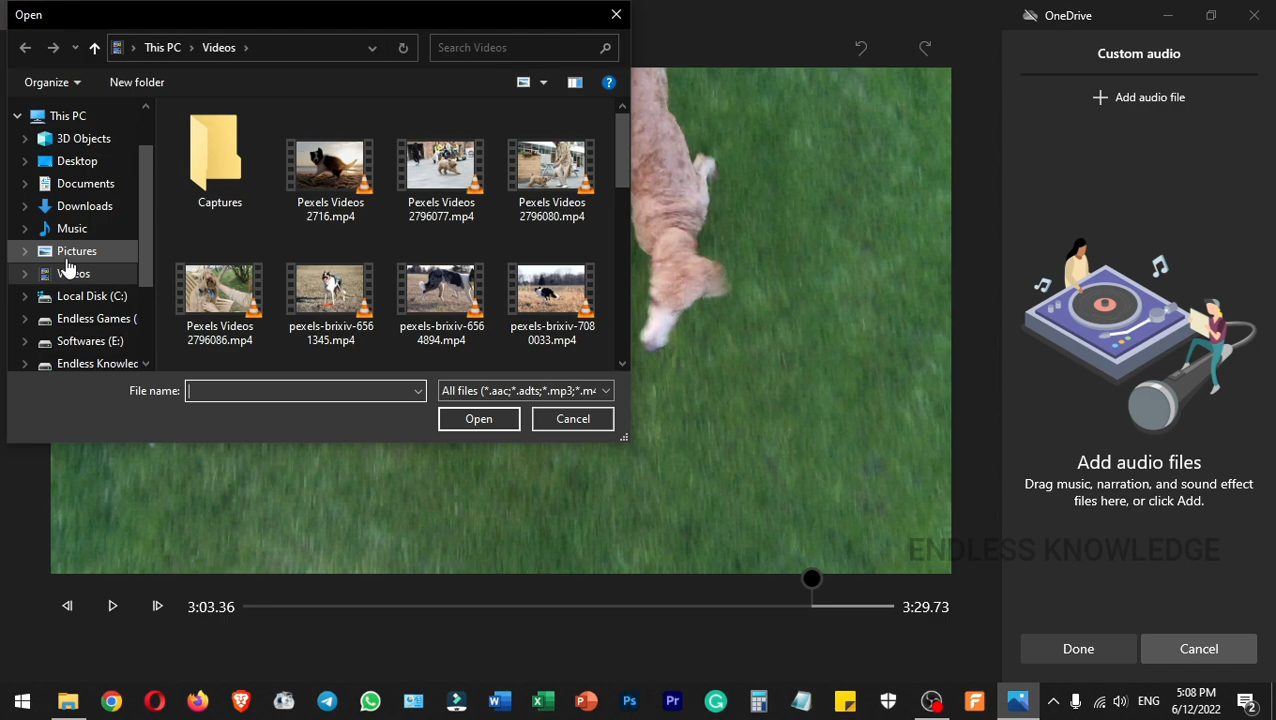 Open
OneDrive
This PC
Videos
Search Videos
Custom audio
Organize
New folder
Add audio file
This PC
3D Objects
Desktop
Documents
Downloads
Music
Pictures
Local Disk (C:)
Endless Games (
Softwares (E:)
Endless Knowlec
Captures
Pexels Videos
2716.mp4
Pexels Videos
2796077.mp4
Pexels Videos
2796080.mp4
Pexels Videos
2796086.mp4
pexels-brixiv-656
1345.mp4
pexels-brixiv-656
4894.mp4
pexels-brixiv-708
0033.mp4
File name:
All files (*.aac;*.adts;*.mp3;*.m4
Open
Cancel
Add audio files
Drag music, narration, and sound effect
files here, or click Add.
ENDLESS KNOWLEDGE
3:03.36
3:29.73
Done
Cancel
ENG
5:08 PM
6/12/2022
2